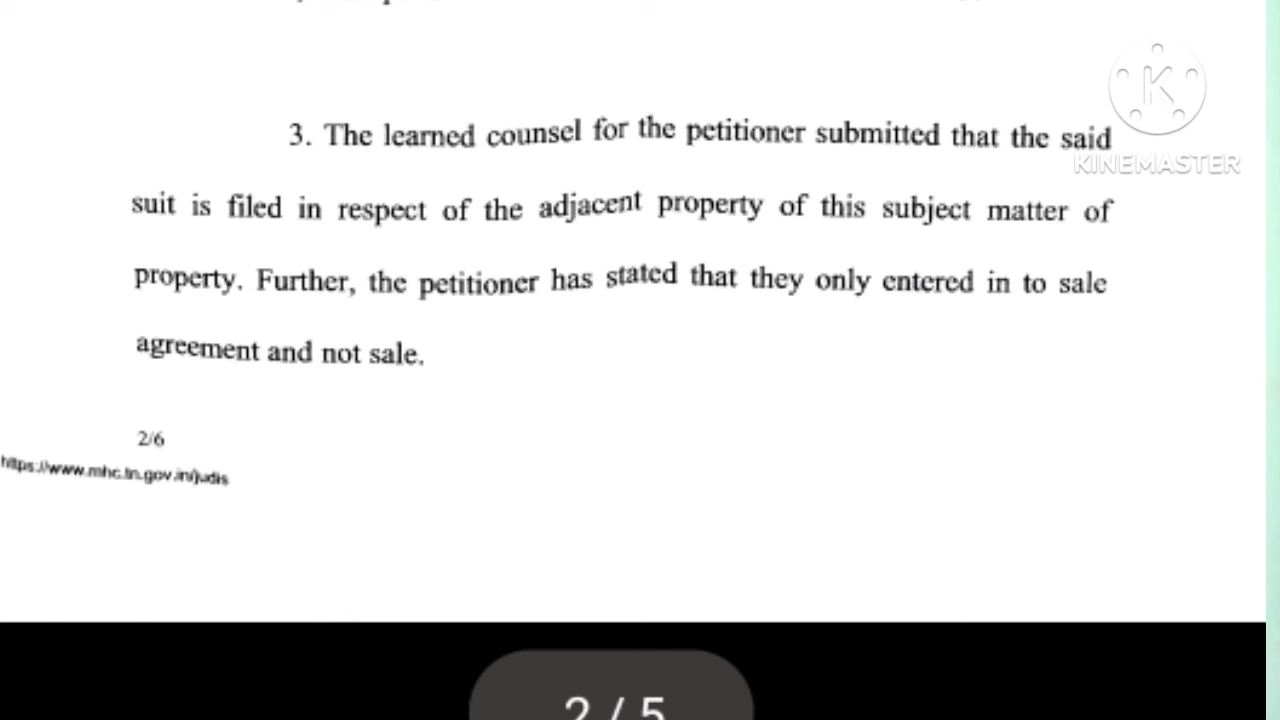 K
KINEMASTER
3. The learned counsel for the petitioner submitted that the said
suit is filed in respect of the adjacent property of this subject matter of
property. Further, the petitioner has stated that they only entered in to sale
agreement and not sale.
2/6
https://www.mhc.tn.gov.in/judis
2 / 5